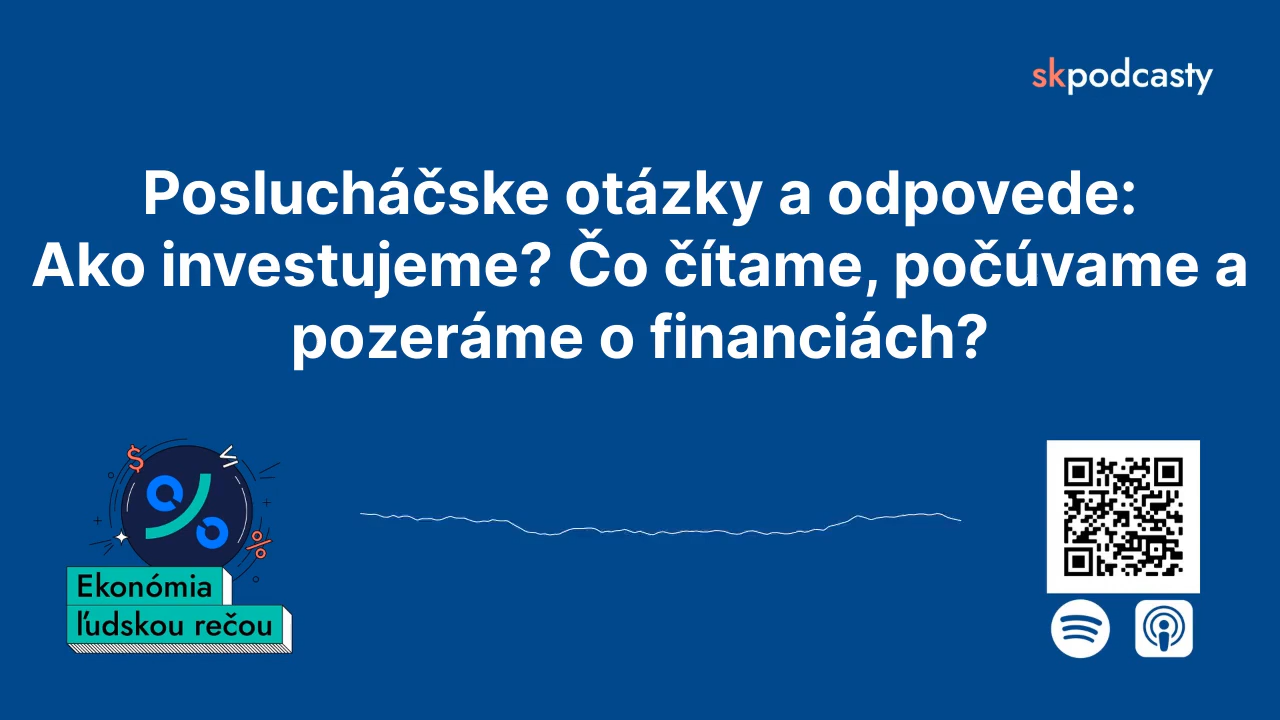 skpodcasty
Poslucháčske otázky a odpovede:
Ako investujeme? Čo čítame, počúvame a
pozeráme o financiách?
$
%
Ekonómia
ľudskou rečou